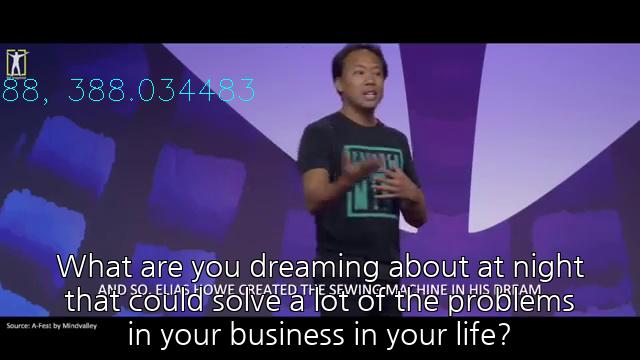 88, 388.034483
What are you dreaming about at night
AND SO, ELIAS HOWE CREATED THE SEWING MACHINE IN HIS DREAM
that could solve a lot of the problems
Source: A-Fest by Mindvalley
in your business in your life?